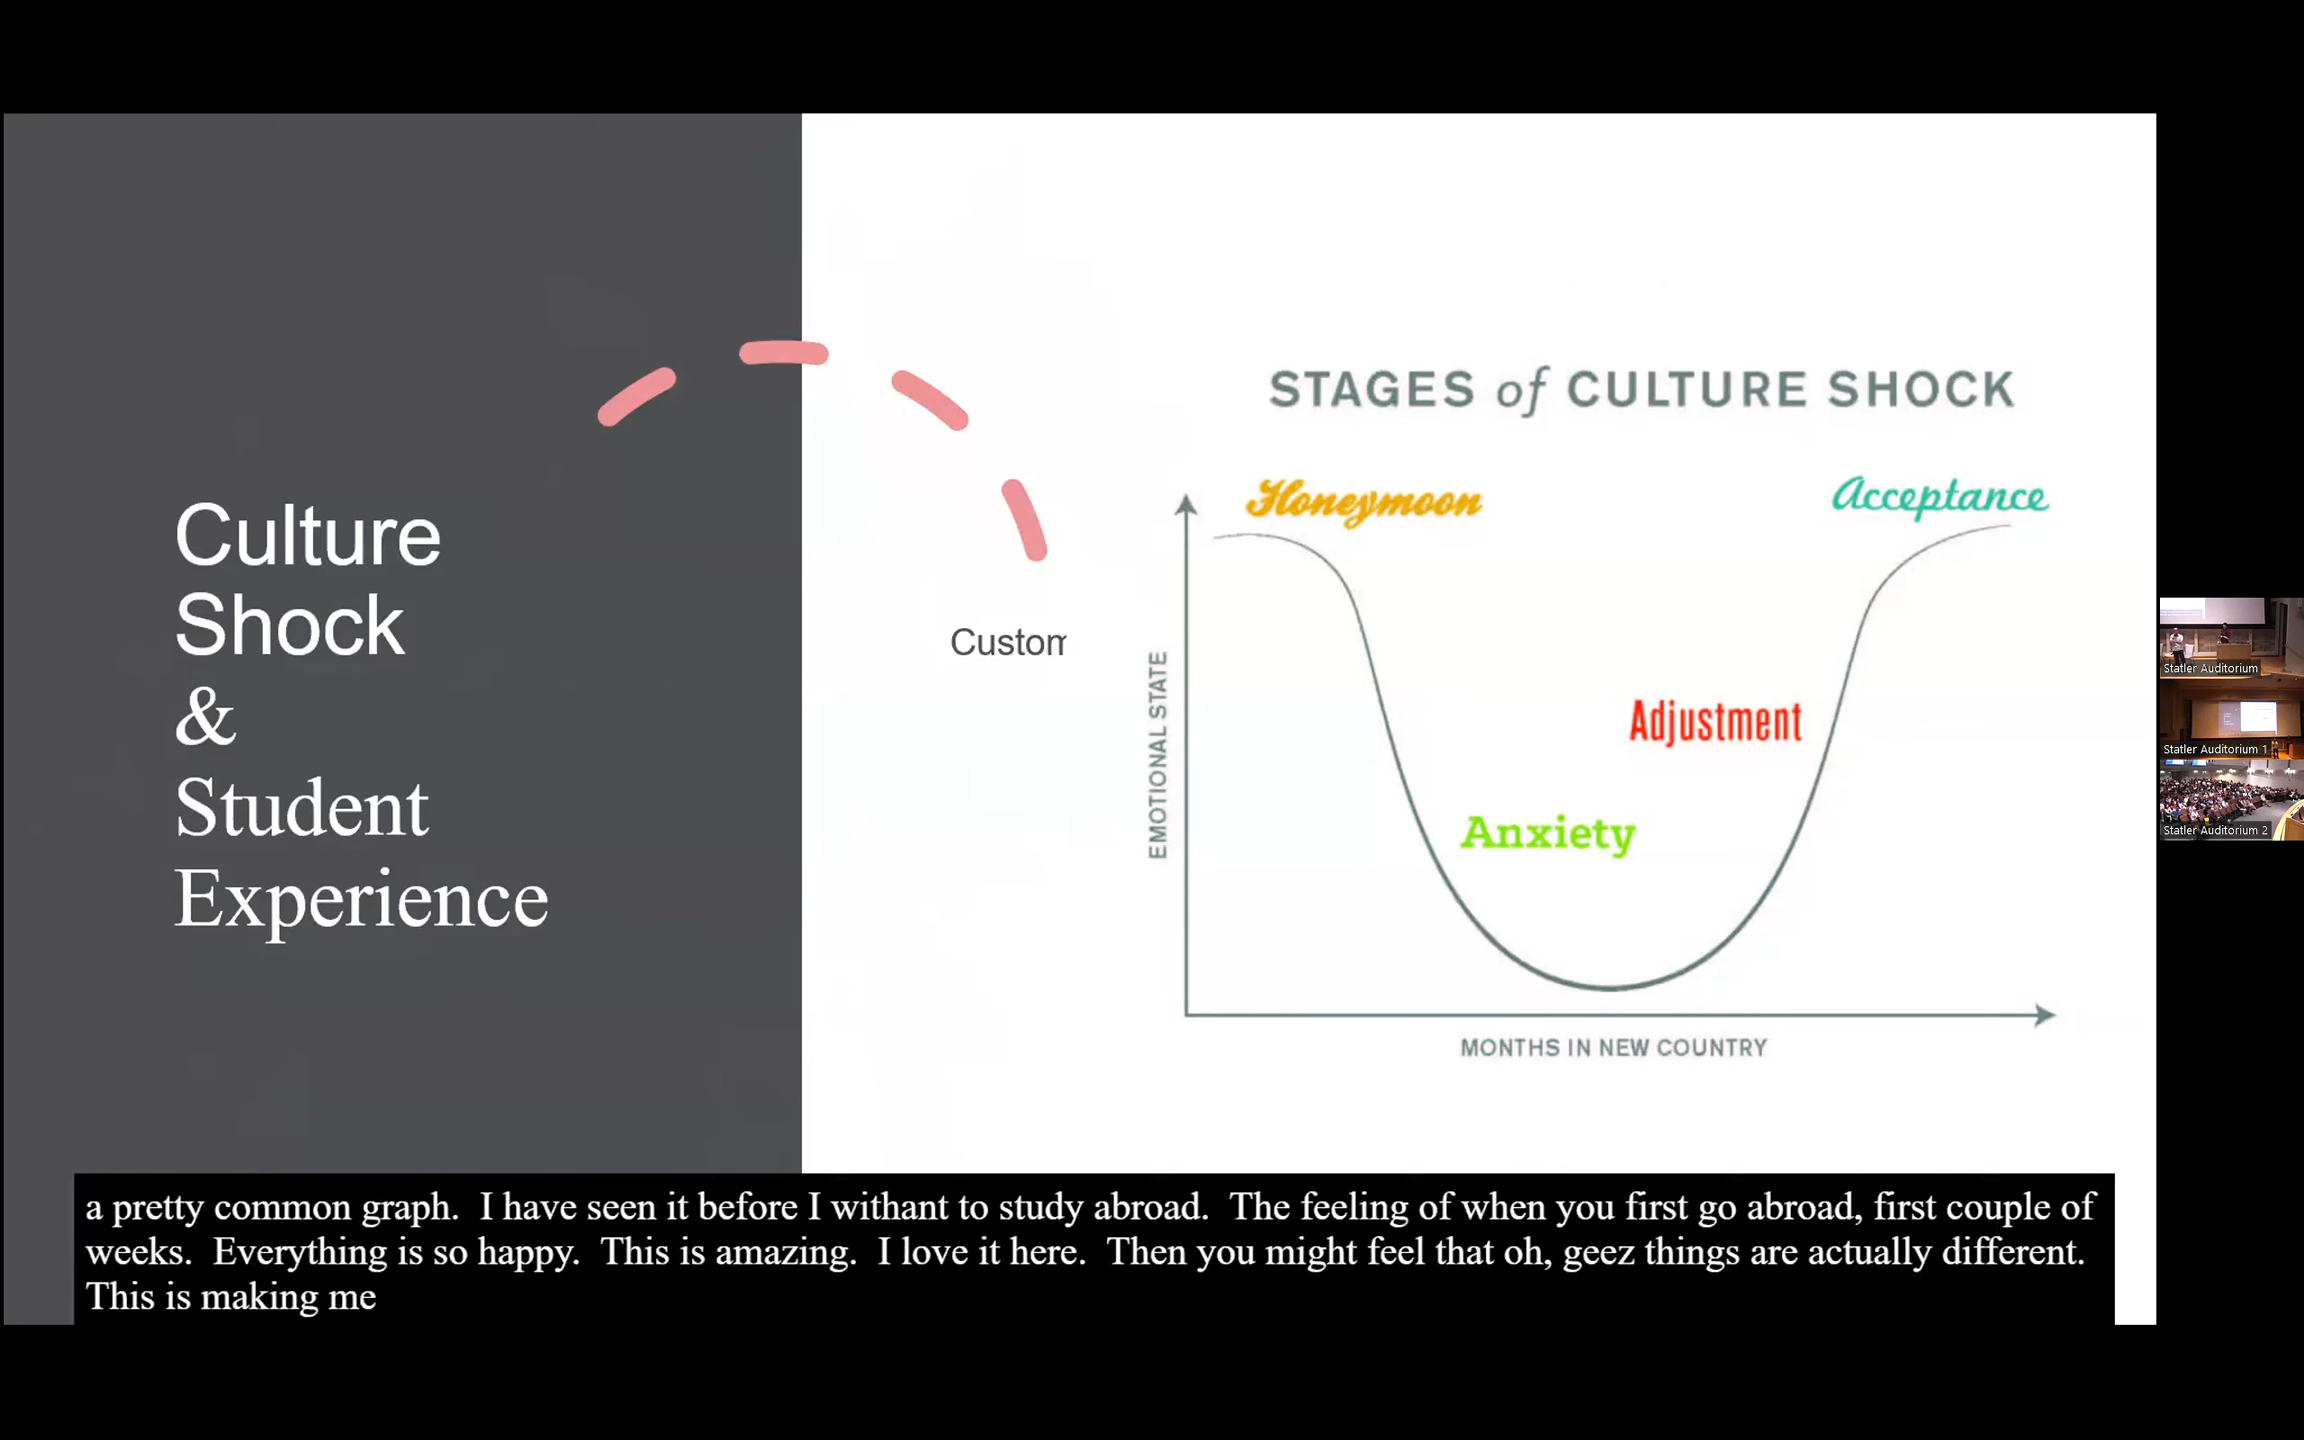 Culture
Shock
&
Student
Experience
Custom
STAGES of CULTURE SHOCK
Honeymoon
Acceptance
Adjustment
Anxiety
EMOTIONAL STATE
MONTHS IN NEW COUNTRY
Statler Auditorium
Statler Auditorium 1
Statler Auditorium 2
a pretty common graph. I have seen it before I withant to study abroad. The feeling of when you first go abroad, first couple of
weeks. Everything is so happy. This is amazing. I love it here. Then you might feel that oh, geez things are actually different.
This is making me